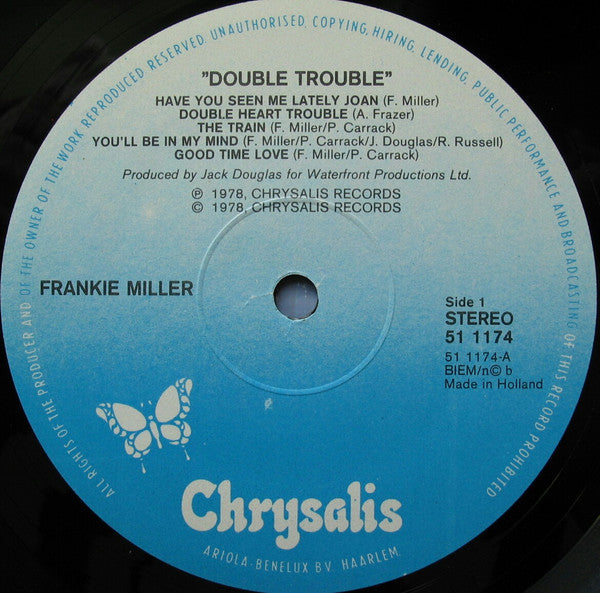 ALL RIGHTS OF THE PRODUCER AND OF THE OWNER OF THE WORK REPRODUCED RESERVED. UNAUTHORISED, COPYING, HIRING, LENDING, PUBLIC PERFORMANCE AND BROADCASTING OF THIS RECORD PROHIBITED
"DOUBLE TROUBLE"
HAVE YOU SEEN ME LATELY JOAN (F. Miller)
DOUBLE HEART TROUBLE (A. Frazer)
THE TRAIN (F. Miller/P. Carrack)
YOU'LL BE IN MY MIND (F. Miller/P. Carrack/J. Douglas/R. Russell)
GOOD TIME LOVE (F. Miller/P. Carrack)
Produced by Jack Douglas for Waterfront Productions Ltd.
℗ 1978, CHRYSALIS RECORDS
© 1978, CHRYSALIS RECORDS
FRANKIE MILLER
Side 1
STEREO
51 1174
51 1174-A
BIEM/n© b
Made in Holland
Chrysalis
ARIOLA-BENELUX B.V. HAARLEM